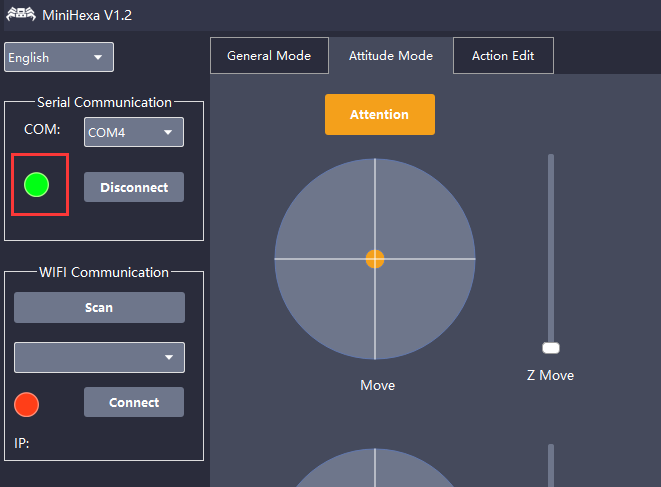 MiniHexa V1.2
English
General Mode
Attitude Mode
Action Edit
Serial Communication
COM:
COM4
Disconnect
Attention
Move
Z Move
WIFI Communication
Scan
Connect
IP: